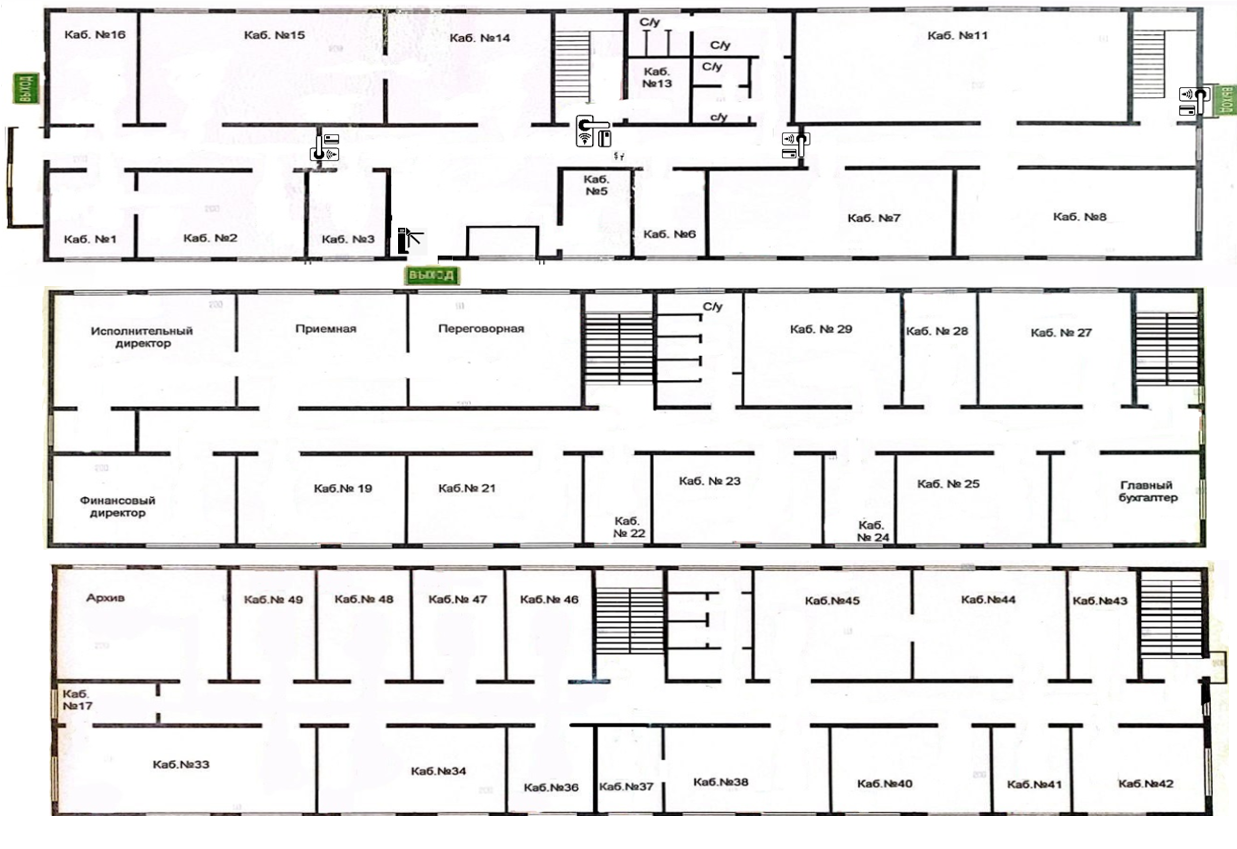 Каб. №16
Каб. №15
Каб. №14
С/у
С/у
С/у
Каб.
№13
с/у
Каб. №11
ВЫХОД
ВЫХОД
Каб. №1
Каб. №2
Каб. №3
Каб.
№5
Каб. №6
Каб. №7
Каб. №8
ВЫХОД
Исполнительный
директор
Приемная
Переговорная
С/у
Каб. № 29
Каб. № 28
Каб. № 27
Финансовый
директор
Каб.№ 19
Каб.№ 21
Каб.
№ 22
Каб. № 23
Каб.
№ 24
Каб. № 25
Главный
бухгалтер
Архив
Каб.№ 49
Каб.№ 48
Каб.№ 47
Каб.№ 46
Каб.№45
Каб.№44
Каб.№43
Каб.
№17
Каб.№33
Каб.№34
Каб.№36
Каб.№37
Каб.№38
Каб.№40
Каб.№41
Каб.№42